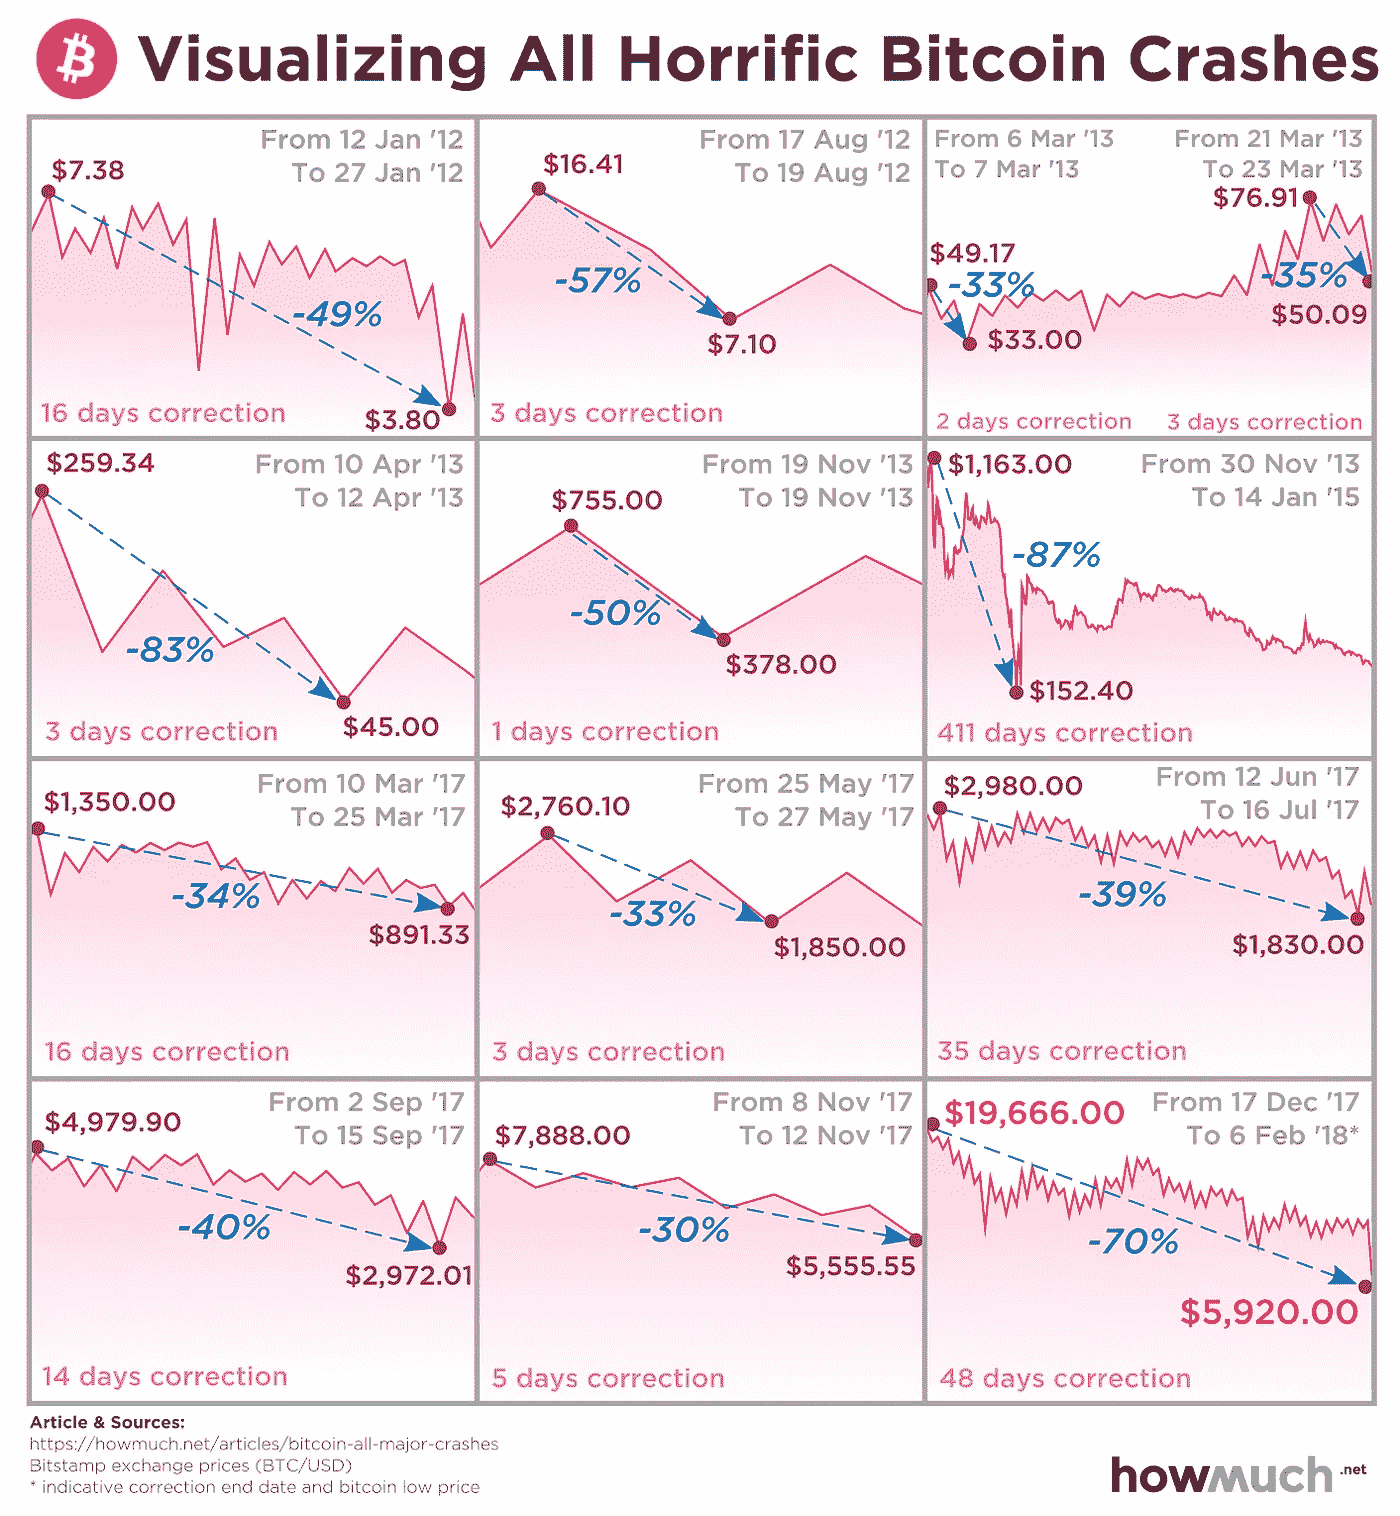 Visualizing All Horrific Bitcoin Crashes
From 12 Jan '12
To 27 Jan '12
$7.38
-49%
$3.80
16 days correction
From 17 Aug '12
To 19 Aug '12
$16.41
-57%
$7.10
3 days correction
From 6 Mar '13
To 7 Mar '13
$49.17
-33%
$33.00
2 days correction
From 21 Mar '13
To 23 Mar '13
$76.91
-35%
$50.09
3 days correction
$259.34
From 10 Apr '13
To 12 Apr '13
-83%
$45.00
3 days correction
From 19 Nov '13
To 19 Nov '13
$755.00
-50%
$378.00
1 days correction
$1,163.00
From 30 Nov '13
To 14 Jan '15
-87%
$152.40
411 days correction
From 10 Mar '17
To 25 Mar '17
$1,350.00
-34%
$891.33
16 days correction
From 25 May '17
To 27 May '17
$2,760.10
-33%
$1,850.00
3 days correction
From 12 Jun '17
To 16 Jul '17
$2,980.00
-39%
$1,830.00
35 days correction
From 2 Sep '17
To 15 Sep '17
$4,979.90
-40%
$2,972.01
14 days correction
From 8 Nov '17
To 12 Nov '17
$7,888.00
-30%
$5,555.55
5 days correction
$19,666.00
From 17 Dec '17
To 6 Feb '18*
-70%
$5,920.00
48 days correction
Article & Sources:
https://howmuch.net/articles/bitcoin-all-major-crashes
Bitstamp exchange prices (BTC/USD)
* indicative correction end date and bitcoin low price
howmuch.net